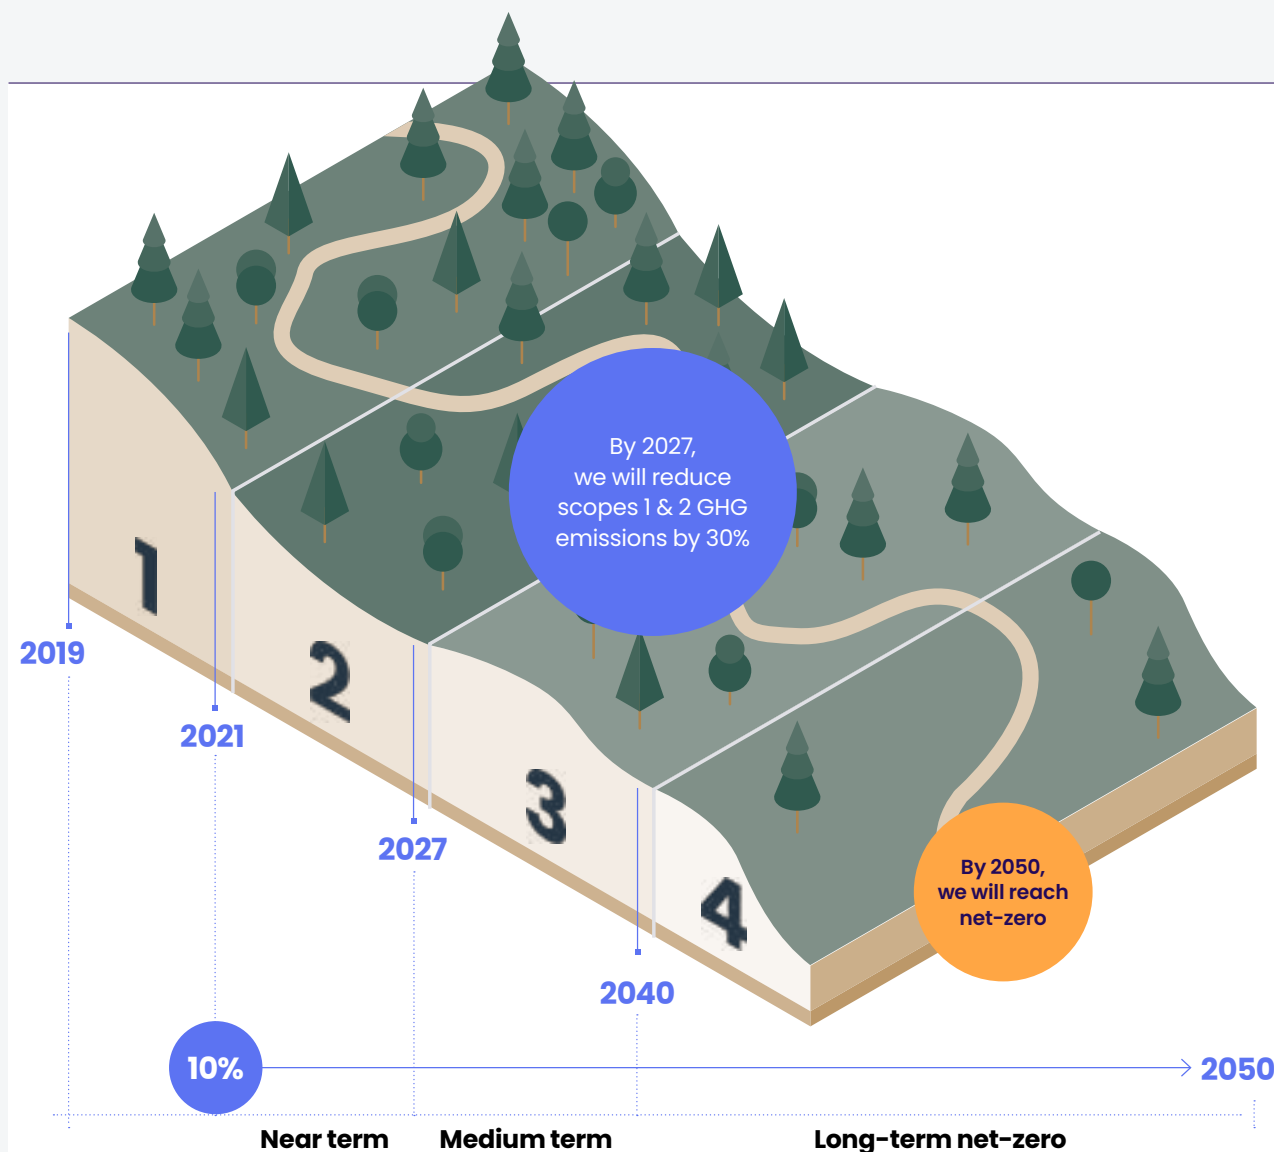 By 2027,
we will reduce
scopes 1 & 2 GHG
emissions by 30%
1
2
3
4
2019
2021
2027
2040
By 2050,
we will reach
net-zero
10%
2050
Near term
Medium term
Long-term net-zero